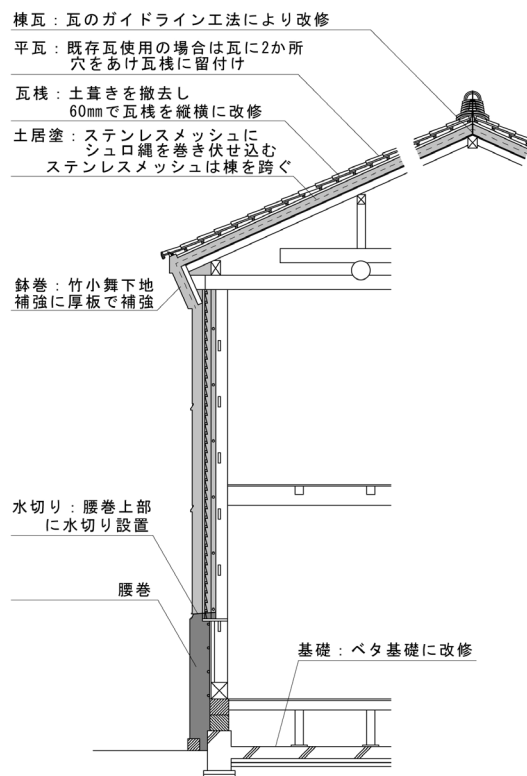 棟瓦：瓦のガイドライン工法により改修
平瓦：既存瓦使用の場合は瓦に2か所
穴をあけ瓦桟に留付け
瓦桟：土葺きを撤去し
60mmで瓦桟を縦横に改修
土居塗：ステンレスメッシュに
シュロ縄を巻き伏せ込む
ステンレスメッシュは棟を跨ぐ
鉢巻：竹小舞下地
補強に厚板で補強
水切り：腰巻上部
に水切り設置
腰巻
基礎：ベタ基礎に改修